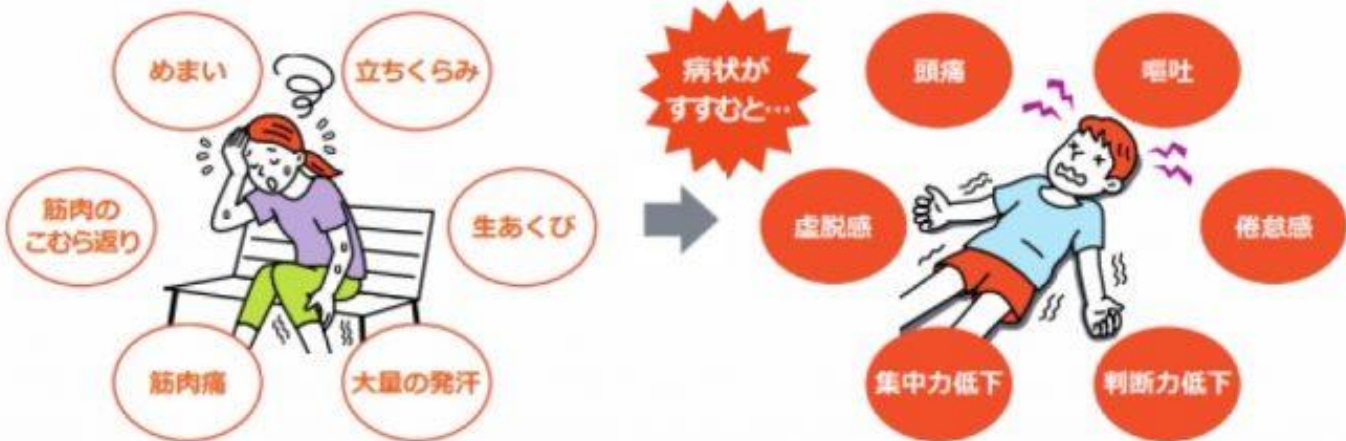 めまい
立ちくらみ
筋肉の
こむら返り
生あくび
筋肉痛
大量の発汗
病状が
すすむと…
頭痛
嘔吐
虚脱感
倦怠感
集中力低下
判断力低下